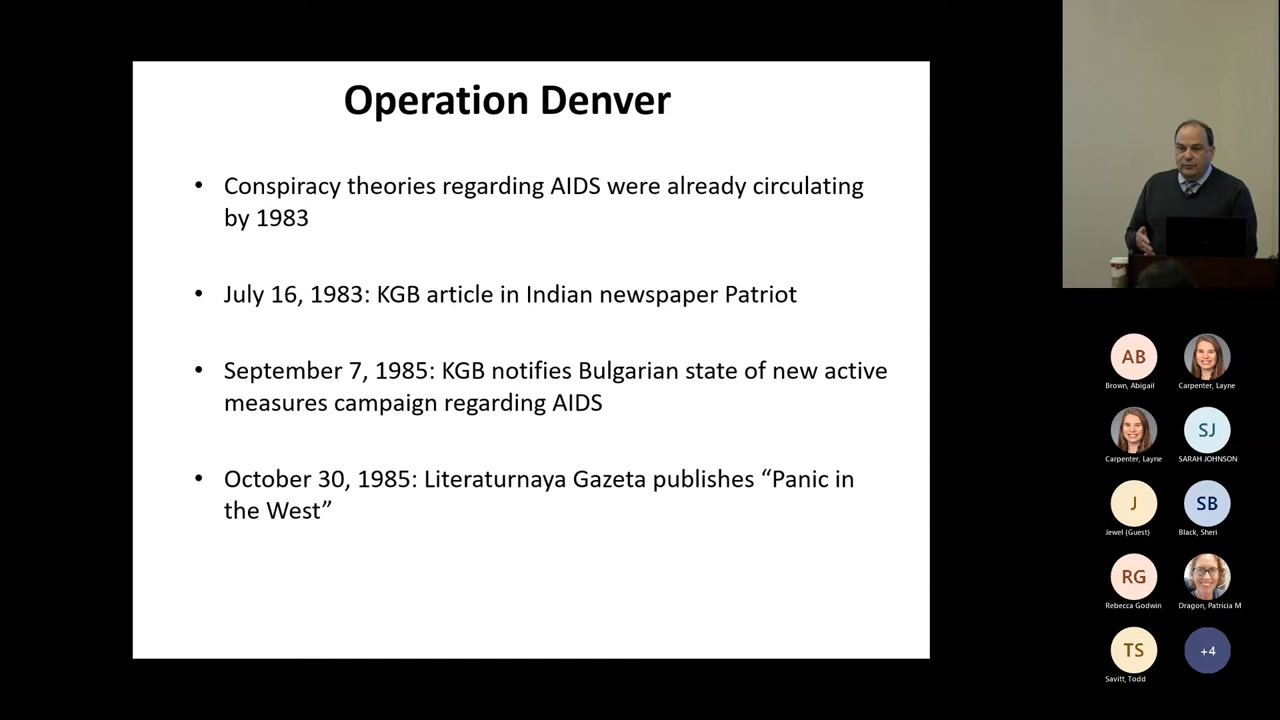 Operation Denver
• Conspiracy theories regarding AIDS were already circulating
by 1983
• July 16, 1983: KGB article in Indian newspaper Patriot
• September 7, 1985: KGB notifies Bulgarian state of new active
measures campaign regarding AIDS
• October 30, 1985: Literaturnaya Gazeta publishes “Panic in
the West”
AB
Brown, Abigail
Carpenter, Layne
Carpenter, Layne
SJ
SARAH JOHNSON
J
Jewel (Guest)
SB
Black, Sheri
RG
Rebecca Godwin
Dragon, Patricia M
TS
Savitt, Todd
+4